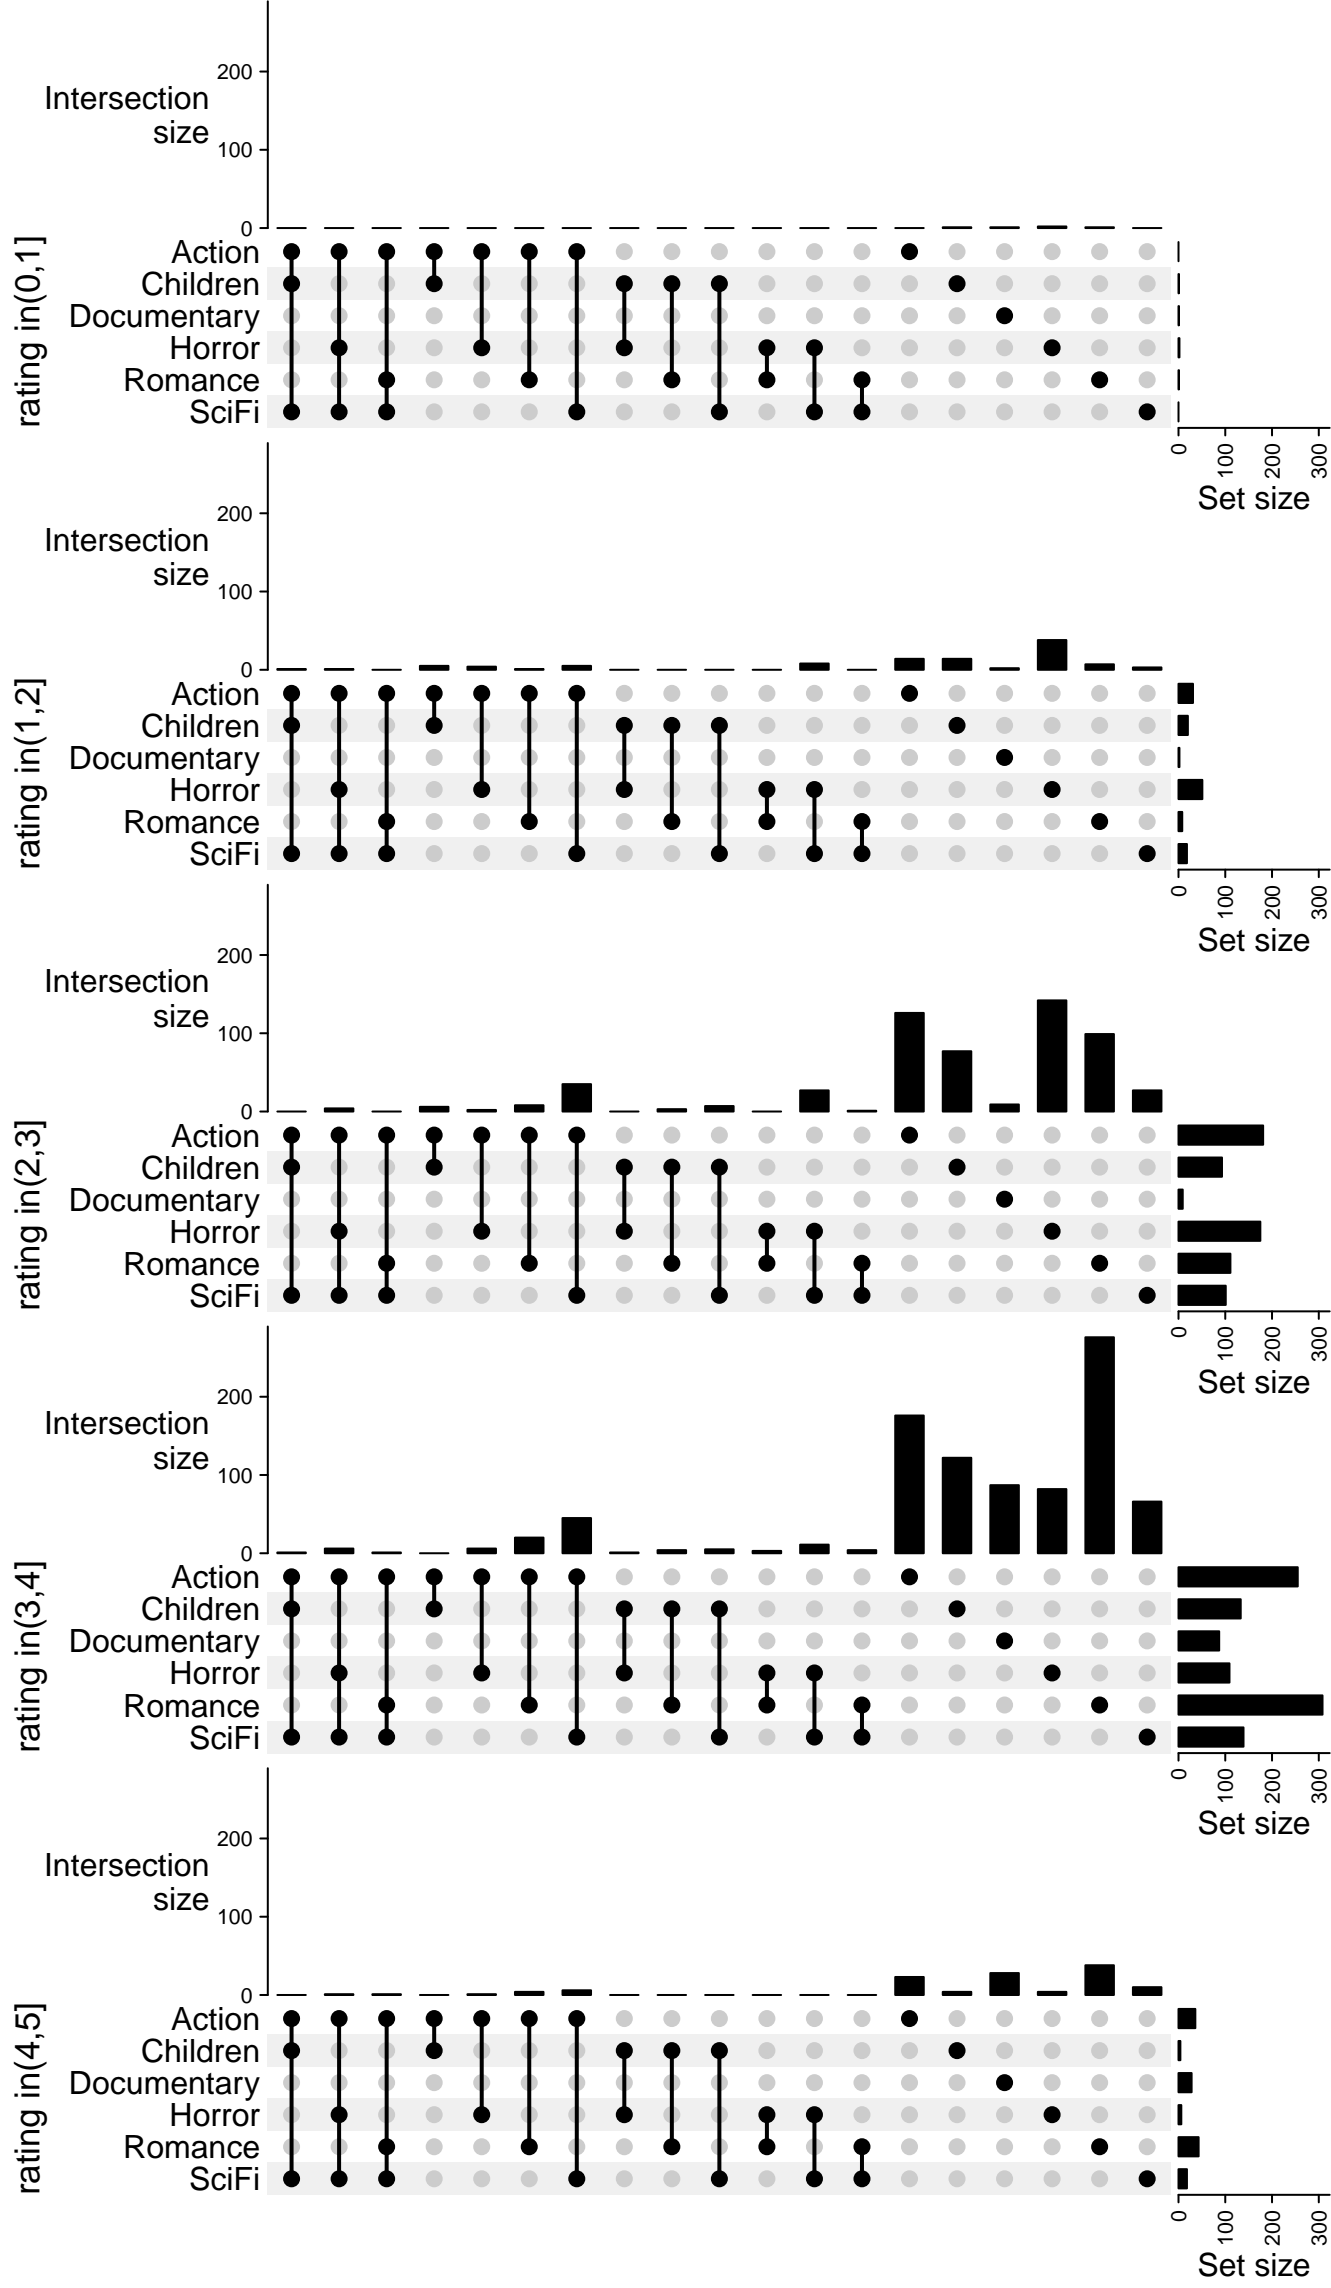 200
Intersection
size
100
0
rating in(0,1]
Action
Children
Documentary
Horror
Romance
SciFi
0 100 200 300
Set size
200
Intersection
size
100
0
rating in(1,2]
Action
Children
Documentary
Horror
Romance
SciFi
0 100 200 300
Set size
200
Intersection
size
100
0
rating in(2,3]
Action
Children
Documentary
Horror
Romance
SciFi
0 100 200 300
Set size
200
Intersection
size
100
0
rating in(3,4]
Action
Children
Documentary
Horror
Romance
SciFi
0 100 200 300
Set size
200
Intersection
size
100
0
rating in(4,5]
Action
Children
Documentary
Horror
Romance
SciFi
0 100 200 300
Set size